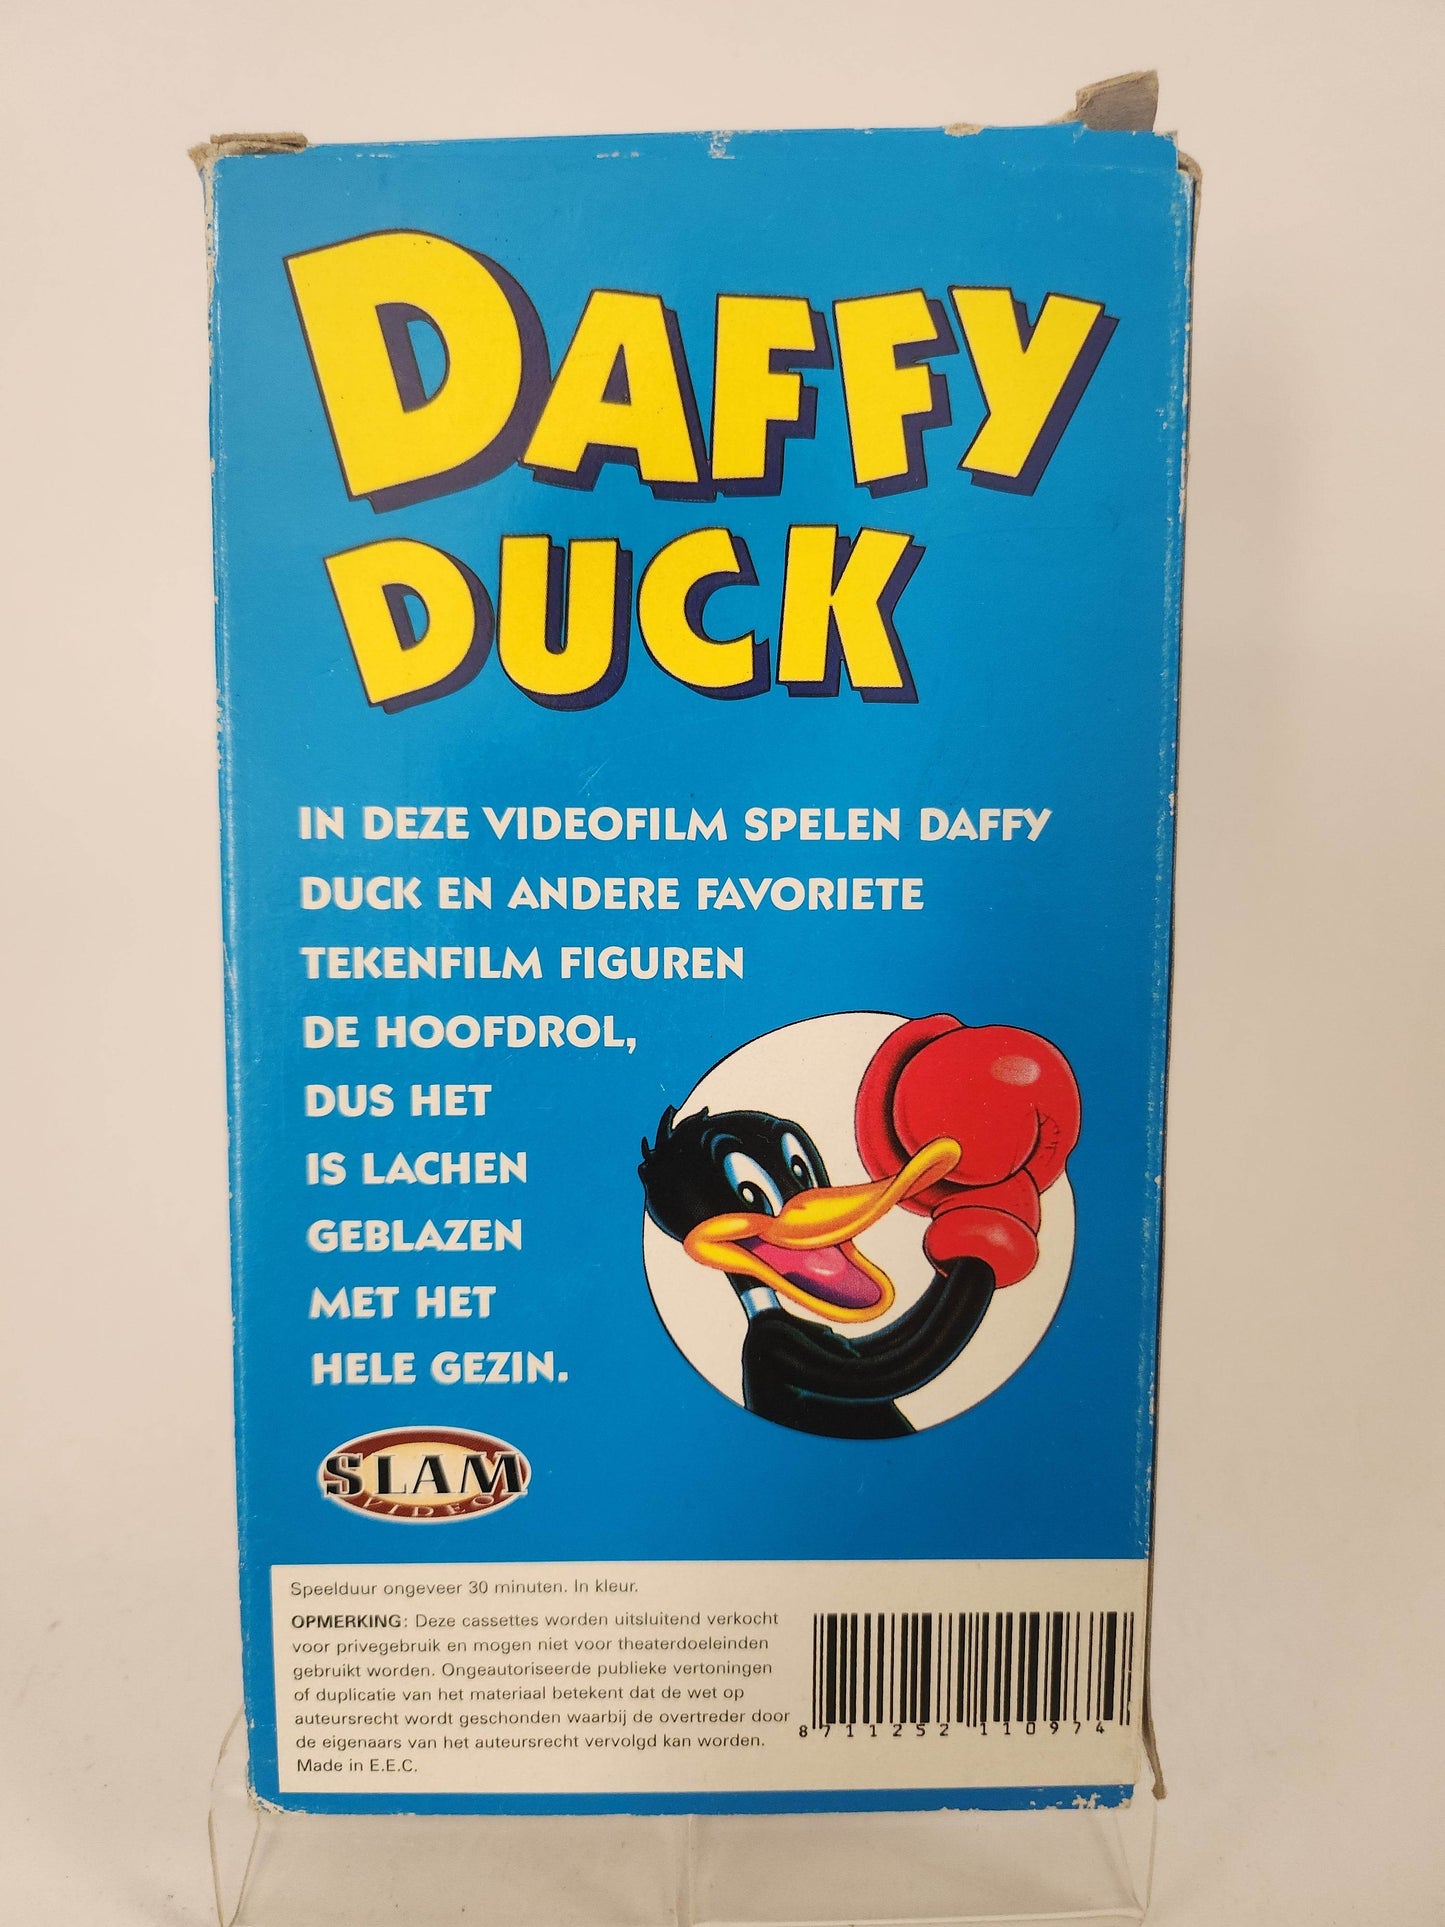 DAFFY
DUCK
IN DEZE VIDEOFILM SPELEN DAFFY
DUCK EN ANDERE FAVORIETE
TEKENFILM FIGUREN
DE HOOFDROL,
DUS HET
IS LACHEN
GEBLAZEN
MET HET
HELE GEZIN.
SLAM
VIDEO
Speelduur ongeveer 30 minuten. In kleur.
OPMERKING: Deze cassettes worden uitsluitend verkocht
voor privegebruik en mogen niet voor theaterdoeleinden
gebruikt worden. Ongeautoriseerde publieke vertoningen
of duplicatie van het materiaal betekent dat de wet op
auteursrecht wordt geschonden waarbij de overtreder door
de eigenaars van het auteursrecht vervolgd kan worden.
Made in E.E.C.
8 711252 110974